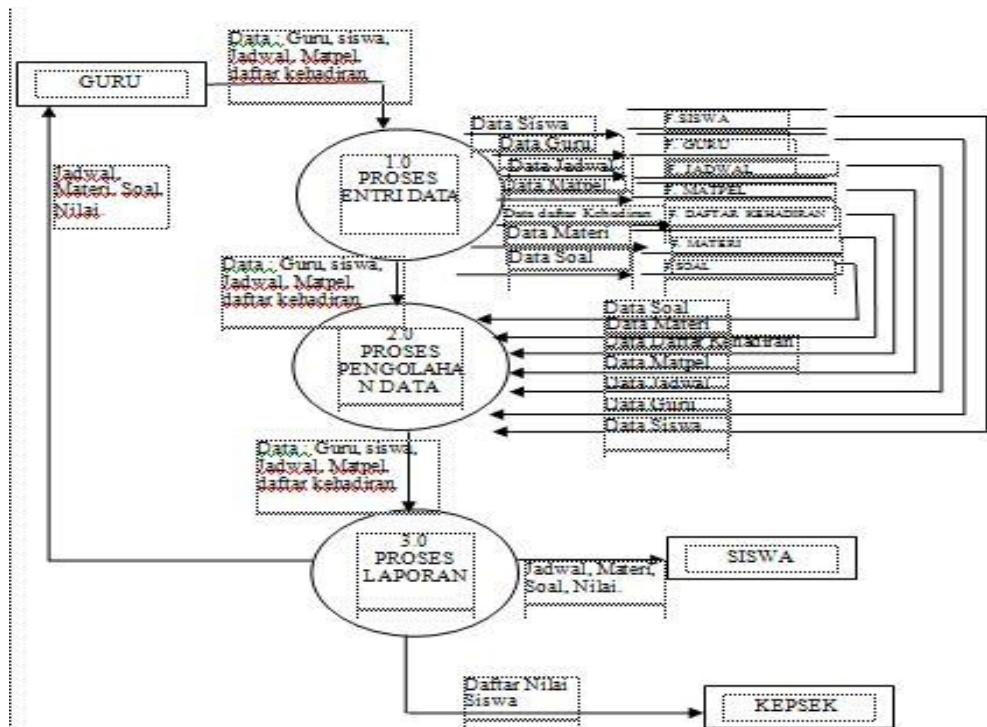 Data , Guru, siswa,
Jadwal, Matpel
daftar kehadiran
GURU
Jadwal,
Materi, Soal,
Nilai
1.0
PROSES
ENTRI DATA
Data Siswa
Data Guru
Data Jadwal
Data Matpel
Data daftar Kehadiran
Data Materi
Data Soal
F.SISWA
F. GURU
F. JADWAL
F. MATPEL
F. DAFTAR KEHADIRAN
F. MATERI
F.SOAL
Data , Guru, siswa,
Jadwal, Matpel
daftar kehadiran
2.0
PROSES
PENGOLAHA
N DATA
Data Soal
Data Materi
Data Daftar Kehadiran
Data Matpel
Data Jadwal
Data Guru
Data Siswa
Data , Guru, siswa,
Jadwal, Matpel
daftar kehadiran
3.0
PROSES
LAPORAN
Jadwal, Materi,
Soal, Nilai.
SISWA
Daftar Nilai
Siswa
KEPSEK